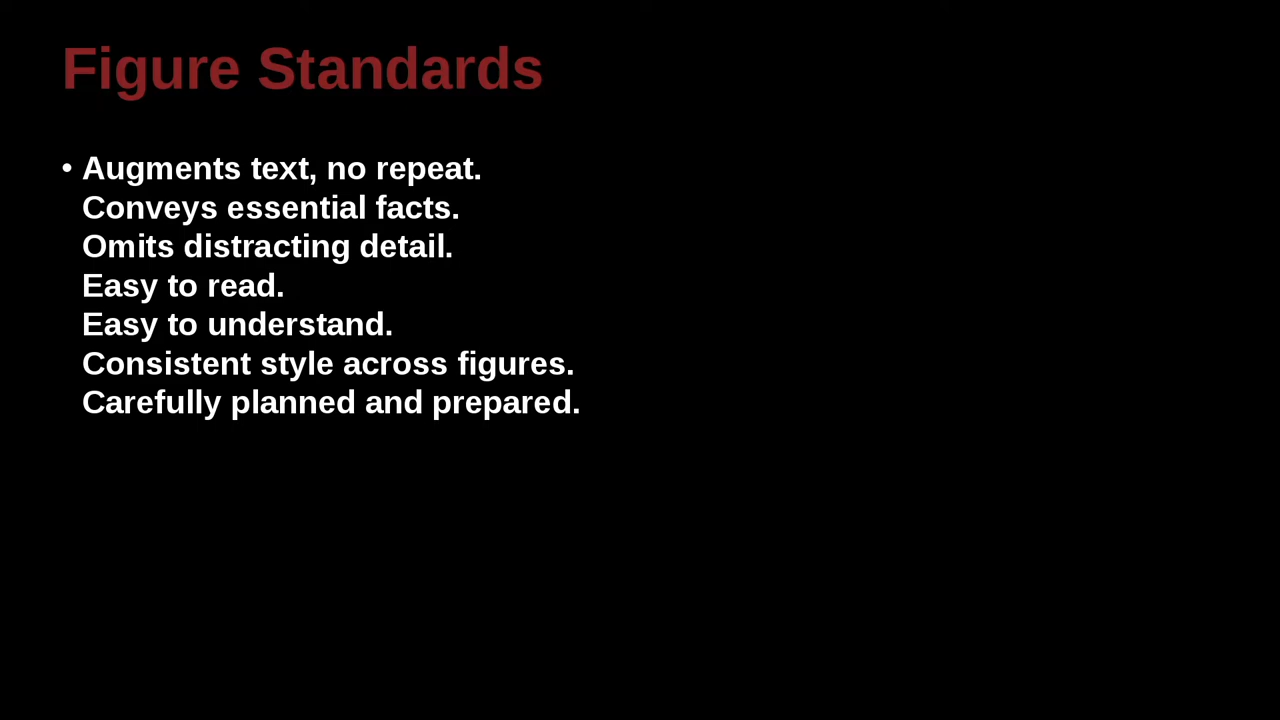 Figure Standards
• Augments text, no repeat.
Conveys essential facts.
Omits distracting detail.
Easy to read.
Easy to understand.
Consistent style across figures.
Carefully planned and prepared.